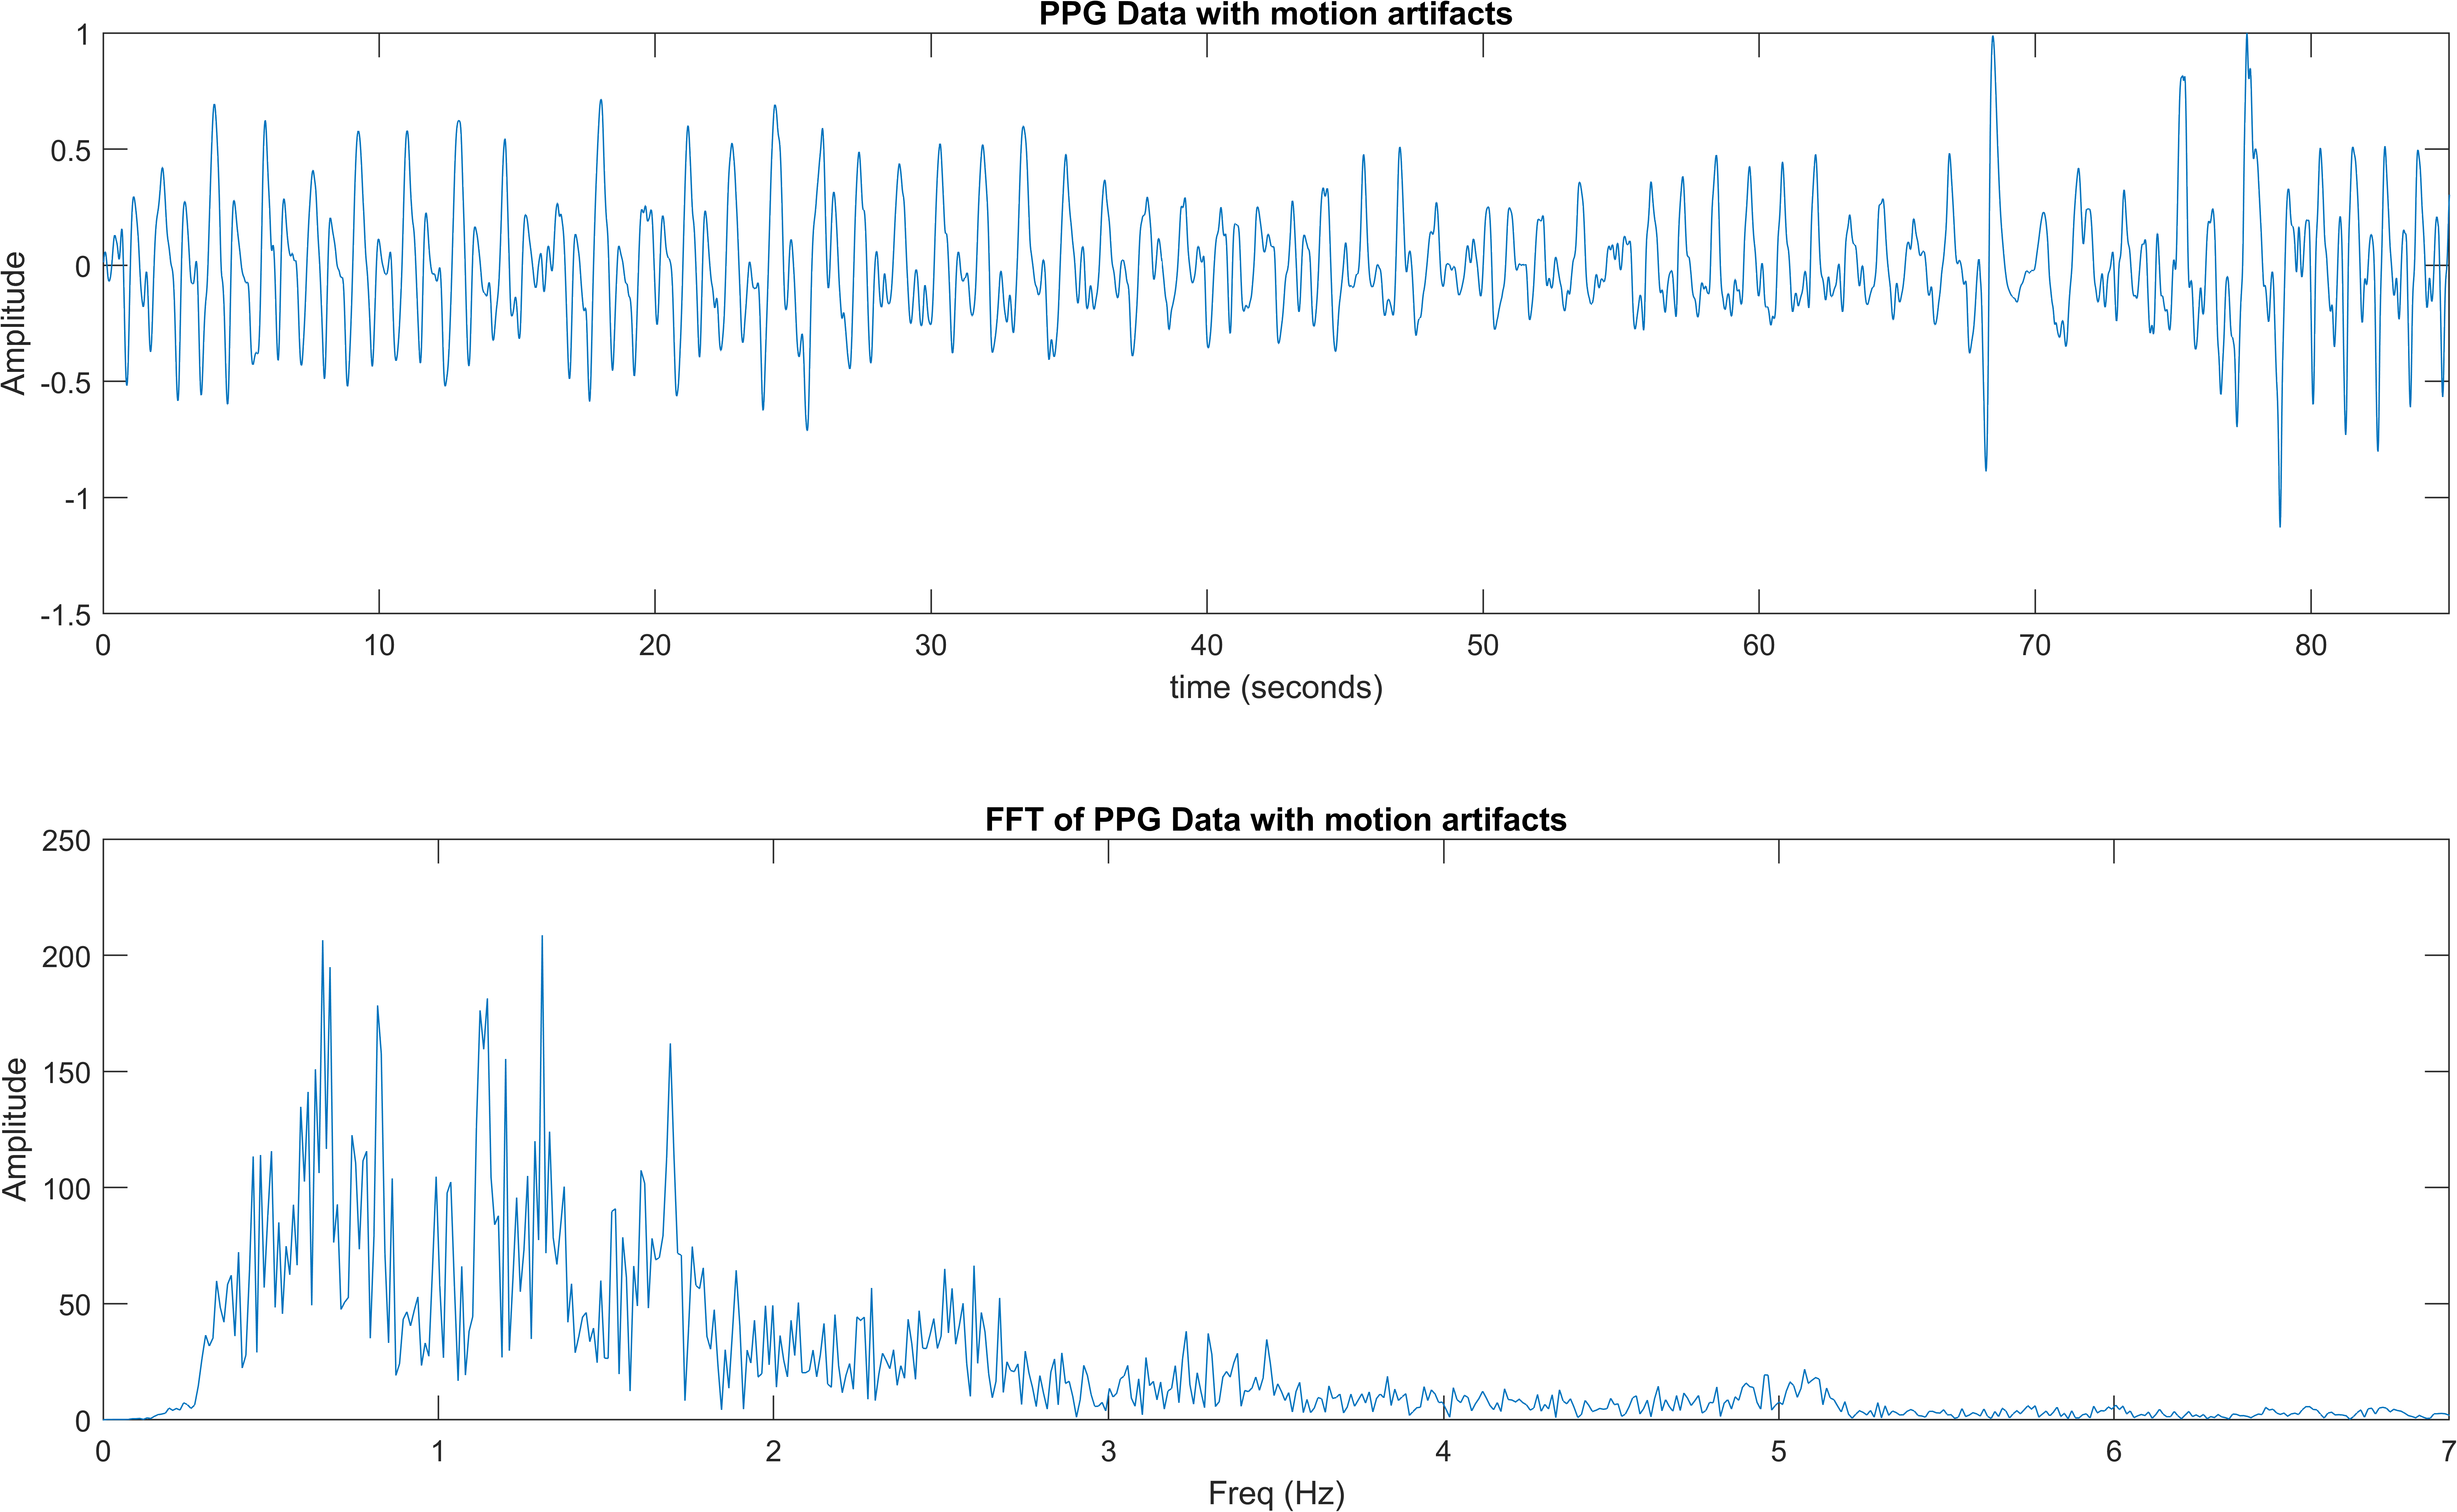 PPG Data with motion artifacts
1
0.5
0
-0.5
-1
-1.5
Amplitude
0 10 20 30 40 50 60 70 80
time (seconds)
FFT of PPG Data with motion artifacts
250
200
150
100
50
0
Amplitude
0 1 2 3 4 5 6 7
Freq (Hz)